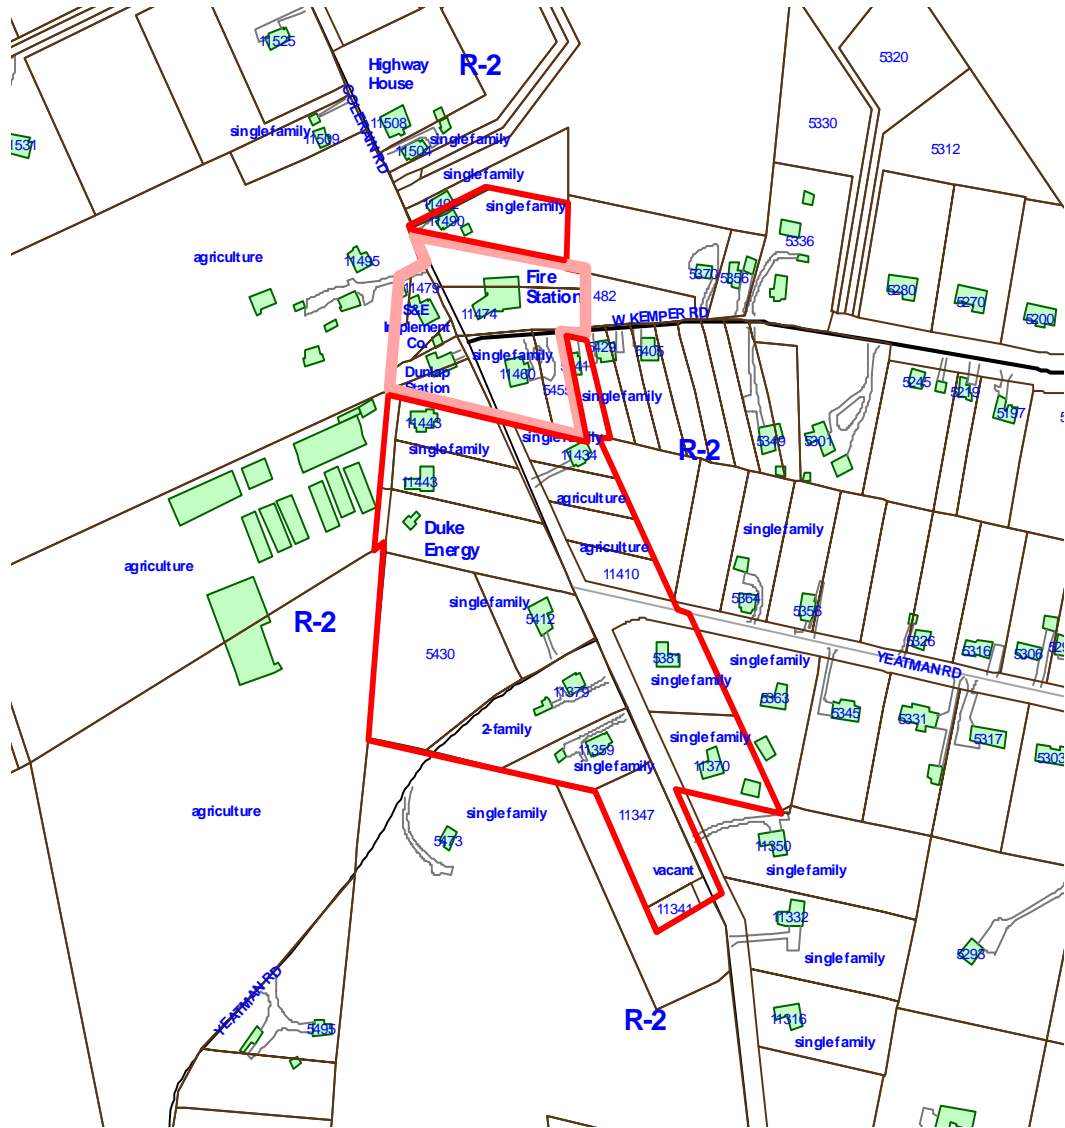 11525
Highway
House
R-2
5320
COLERAIN RD
11508
5330
single family
11509
single family
1531
11504
5312
single family
11492
single family
11490
5336
agriculture
11495
5370
5356
Fire
Station
11479
482
5280
5270
5200
S&E
Implement
Co.
11474
W KEMPER RD
5429
5405
single family
Dunlap
Station
11460
5455
single family
5245
5219
5197
11443
single family
11434
R-2
5349
5301
single family
11443
agriculture
Duke
Energy
single family
agriculture
agriculture
11410
single family
5412
5364
5356
R-2
5326
5316
5306
5430
5381
single family
YEATMAN RD
single family
11379
5363
5345
5331
2-family
5317
11359
single family
single family
11370
5303
agriculture
single family
11347
5473
11350
vacant
single family
11341
11332
single family
5293
YEATMAN RD
R-2
5495
11316
single family